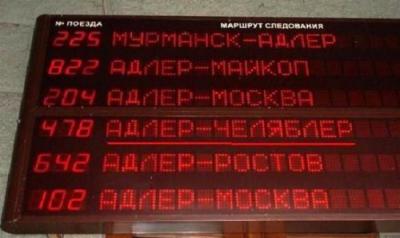 № ПОЕЗДА МАРШРУТ СЛЕДОВАНИЯ
225 МУРМАНСК-АДЛЕР
822 АДЛЕР-МАЙКОП
204 АДЛЕР-МОСКВА
478 АДЛЕР-ЧЕЛЯБЛЕР
642 АДЛЕР-РОСТОВ
102 АДЛЕР-МОСКВА